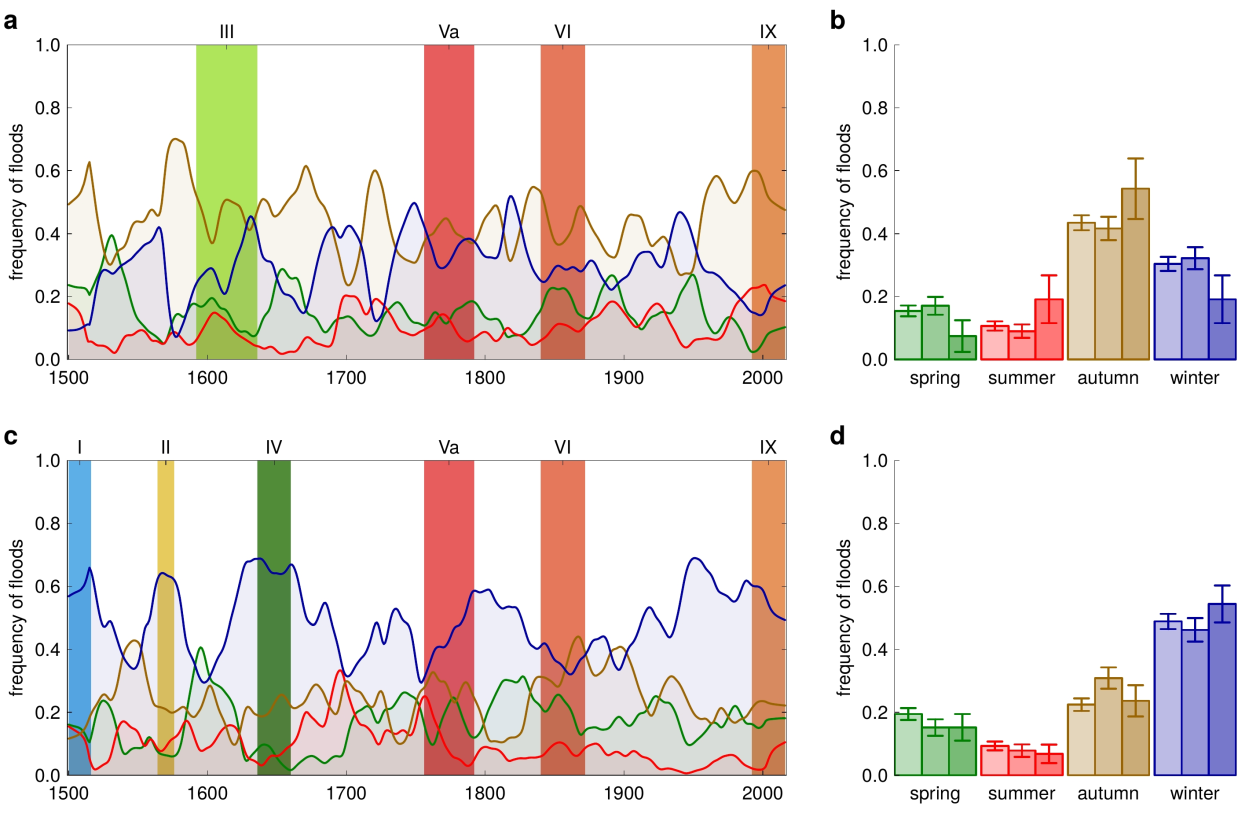 a
III Va VI IX
frequency of floods
1.0
0.8
0.6
0.4
0.2
0.0
1500 1600 1700 1800 1900 2000
b
frequency of floods
1.0
0.8
0.6
0.4
0.2
0.0
spring summer autumn winter
c
I II IV Va VI IX
frequency of floods
1.0
0.8
0.6
0.4
0.2
0.0
1500 1600 1700 1800 1900 2000
d
frequency of floods
1.0
0.8
0.6
0.4
0.2
0.0
spring summer autumn winter